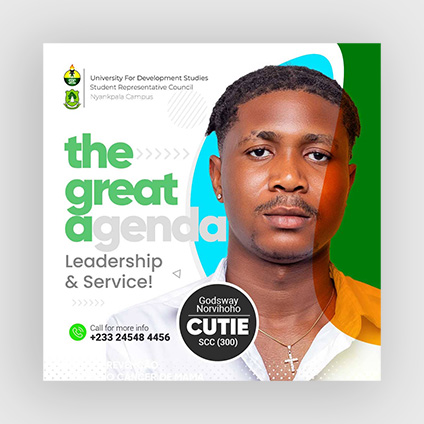 University For Development Studies
Student Representative Council
Nyankpala Campus
the
great
agenda
Leadership
& Service!
Godsway
Norvihoho
CUTIE
SCC (300)
Call for more info
+233 24548 4456